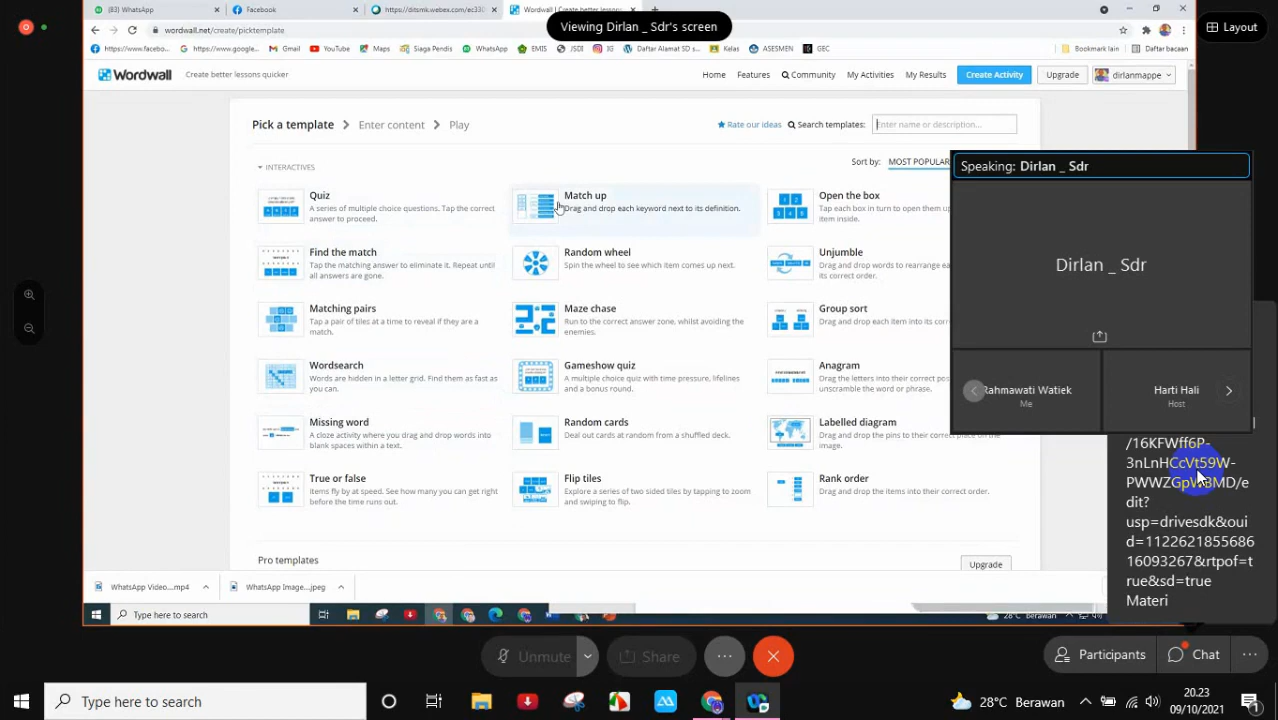 Viewing Dirlan _ Sdr's screen
Layout
(83) WhatsApp
Facebook
https://ditsmk.webex.com/ec330
Wordwall | Create better lessons
wordwall.net/create/picktemplate
https://www.facebo...
https://www.google...
Gmail
YouTube
Maps
Siaga Pendis
WhatsApp
EMIS
JSDI
IG
Daftar Alamat SD s...
Kelas
ASESMEN
GEC
Bookmark lain
Daftar bacaan
Wordwall
Create better lessons quicker
Home
Features
Community
My Activities
My Results
Create Activity
Upgrade
dirlanmappe
Pick a template
Enter content
Play
Rate our ideas
Search templates:
Enter name or description...
INTERACTIVES
Sort by:
MOST POPULAR
Quiz
A series of multiple choice questions. Tap the correct
answer to proceed.
Match up
Drag and drop each keyword next to its definition.
Open the box
Tap each box in turn to open them up
item inside.
Find the match
Tap the matching answer to eliminate it. Repeat until
all answers are gone.
Random wheel
Spin the wheel to see which item comes up next.
Unjumble
Drag and drop words to rearrange ea
its correct order.
Matching pairs
Tap a pair of tiles at a time to reveal if they are a
match.
Maze chase
Run to the correct answer zone, whilst avoiding the
enemies.
Group sort
Drag and drop each item into its corr
Wordsearch
Words are hidden in a letter grid. Find them as fast as
you can.
Gameshow quiz
A multiple choice quiz with time pressure, lifelines
and a bonus round.
Anagram
Drag the letters into their correct pos
unscramble the word or phrase.
Missing word
A cloze activity where you drag and drop words into
blank spaces within a text.
Random cards
Deal out cards at random from a shuffled deck.
Labelled diagram
Drag and drop the pins to their correct place on the
image.
True or false
Items fly by at speed. See how many you can get right
before the time runs out.
Flip tiles
Explore a series of two sided tiles by tapping to zoom
and swiping to flip.
Rank order
Drag and drop the items into their correct order.
Pro templates
Upgrade
Speaking: Dirlan _ Sdr
Dirlan _ Sdr
Rahmawati Watiek
Me
Harti Hali
Host
/16KFWff6P-
3nLnHCcVt59W-
dit?
usp=drivesdk&oui
d=1122621855686
16093267&rtpof=t
rue&sd=true
Materi
WhatsApp Video....mp4
WhatsApp Image....jpeg
Type here to search
28°C Berawan
Unmute
Share
Participants
Chat
Type here to search
28°C Berawan
20.23
09/10/2021